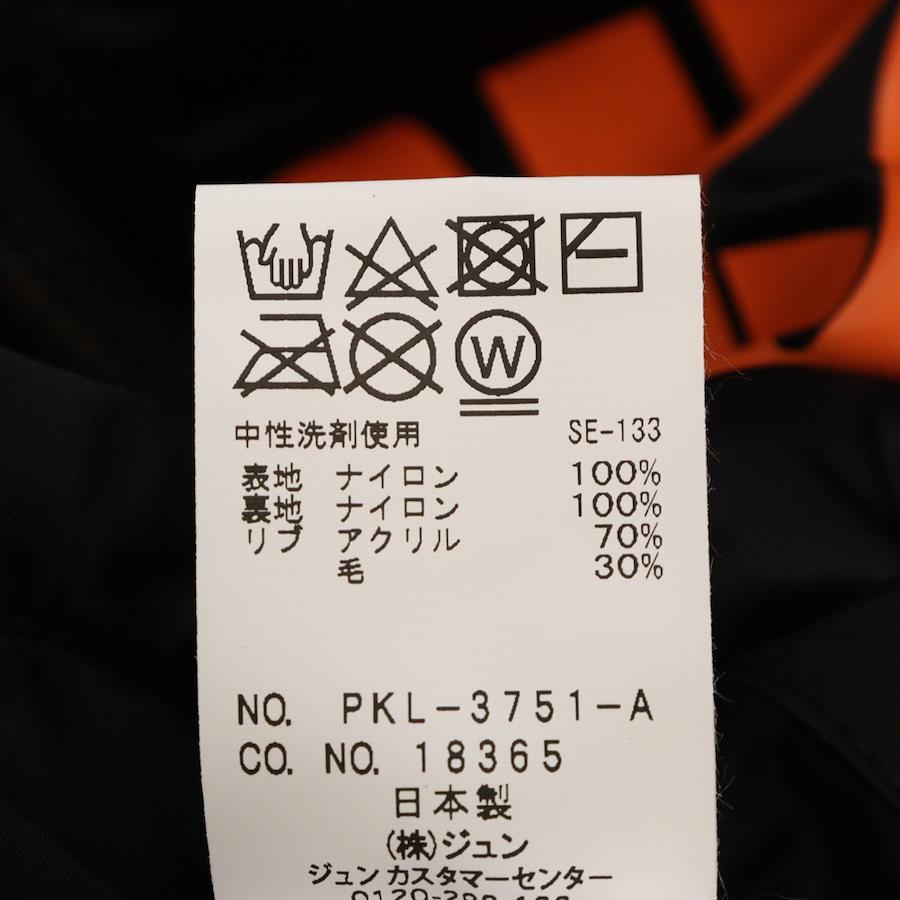 W
中性洗剤使用 SE-133
表地 ナイロン 100%
裏地 ナイロン 100%
リブ アクリル 70%
毛 30%
NO. PKL-3751-A
CO. NO. 18365
日本製
(株)ジュン
ジュン カスタマーセンター